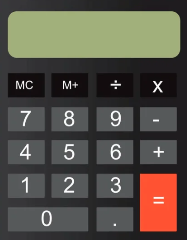 MC M+ ÷ x
7 8 9 -
4 5 6 +
1 2 3 =
0 .